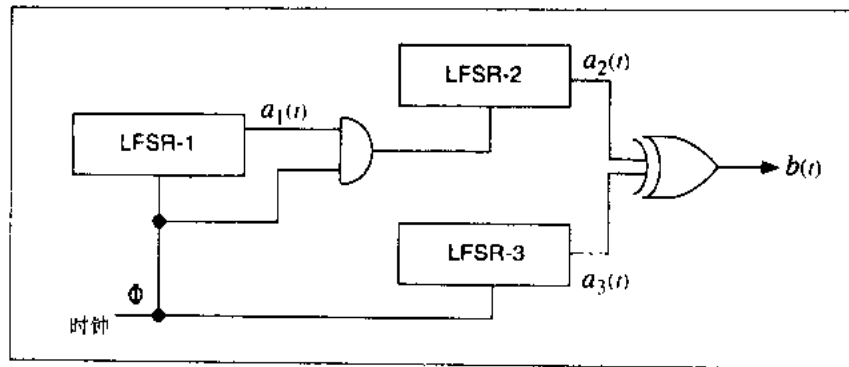 LFSR-2
a₂(t)
LFSR-1
a₁(t)
b(t)
LFSR-3
a₃(t)
Φ
时钟